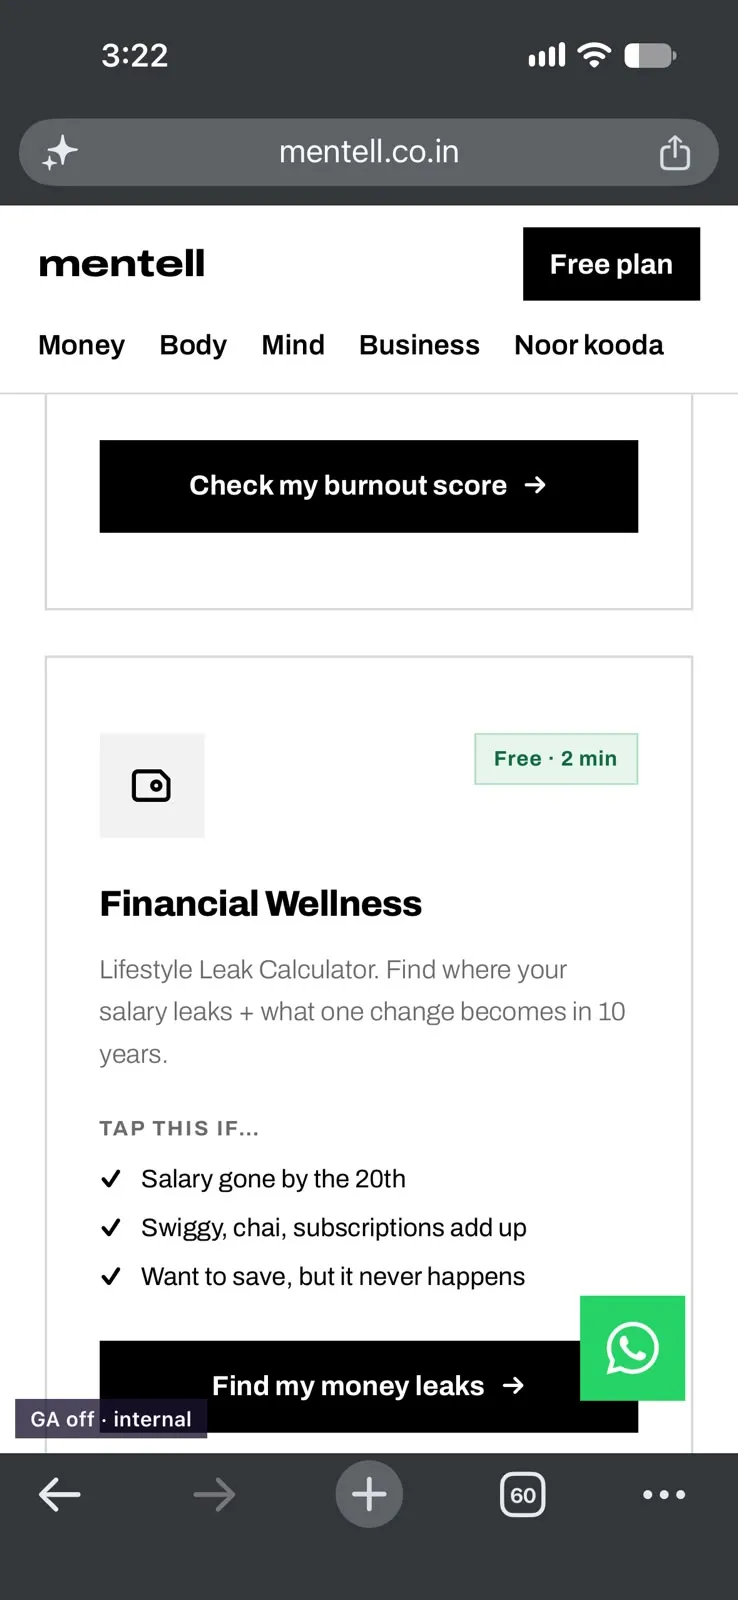 3:22
mentell.co.in
mentell
Free plan
Money Body Mind Business Noor kooda
Check my burnout score →
Free · 2 min
Financial Wellness
Lifestyle Leak Calculator. Find where your
salary leaks + what one change becomes in 10
years.
TAP THIS IF...
✓ Salary gone by the 20th
✓ Swiggy, chai, subscriptions add up
✓ Want to save, but it never happens
Find my money leaks →
GA off · internal
60